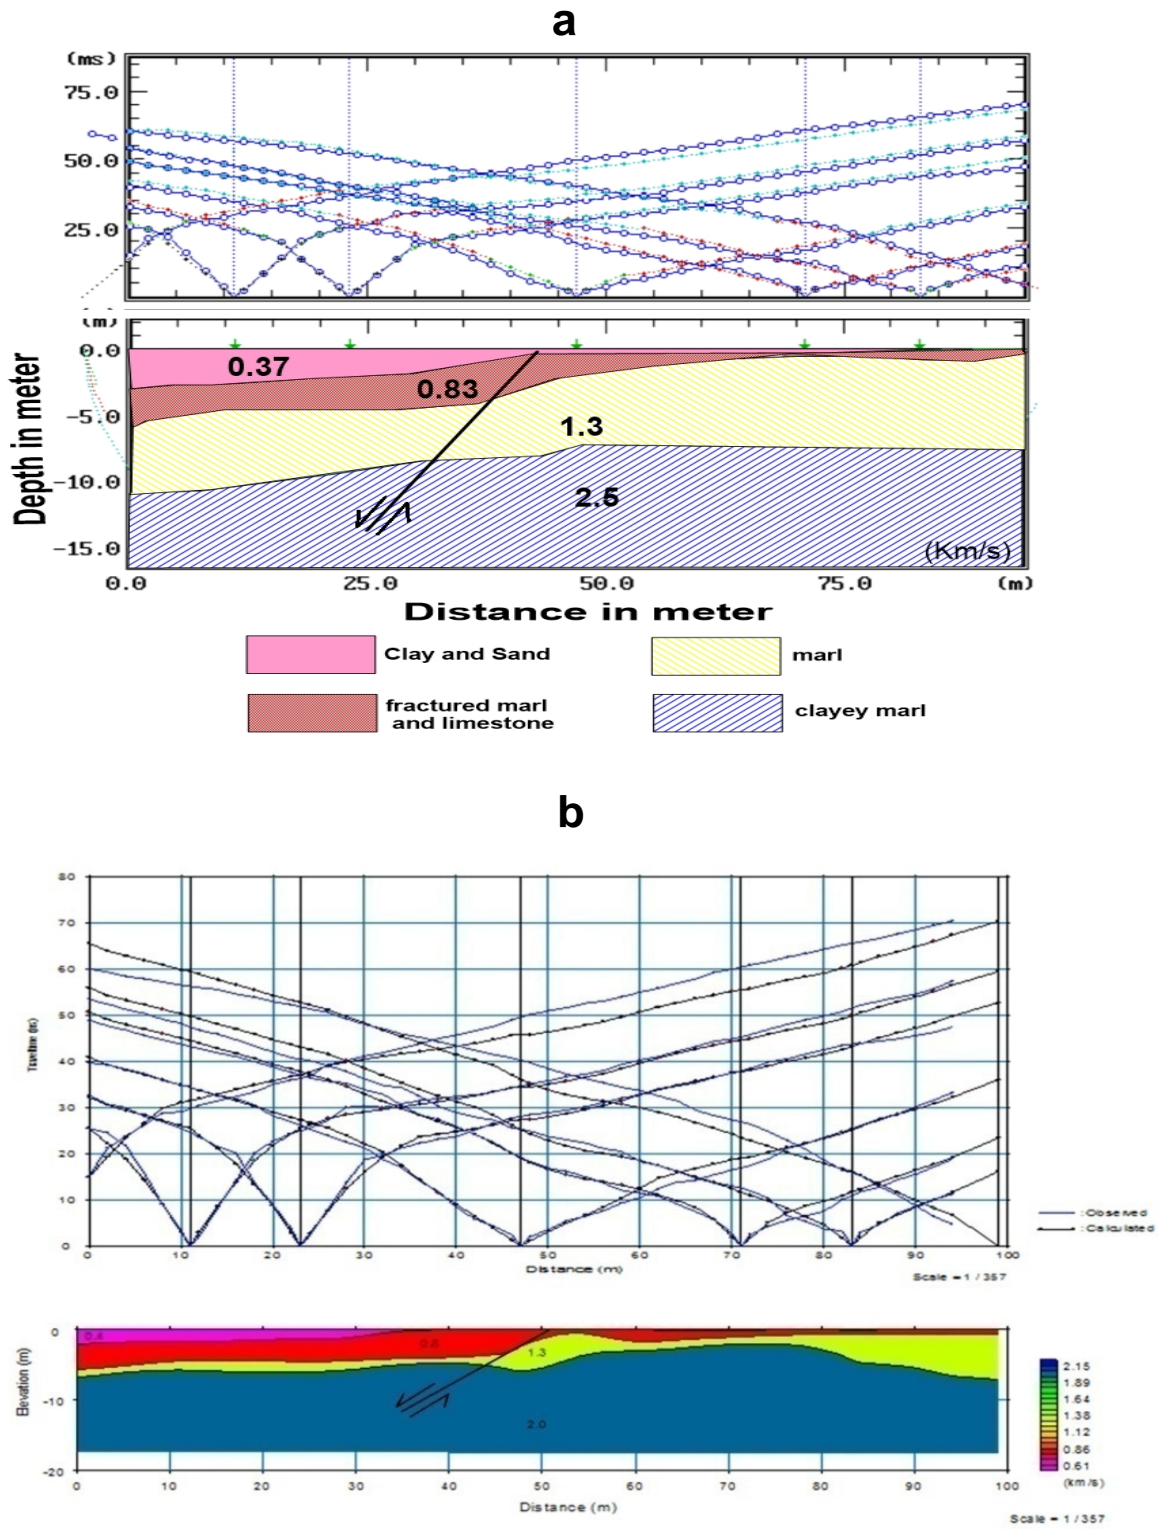 a
(ms)
75.0
50.0
25.0
(m)
0.0
-5.0
-10.0
-15.0
Depth in meter
0.37
0.83
1.3
2.5
(Km/s)
0.0 25.0 50.0 75.0 (m)
Distance in meter
Clay and Sand
marl
fractured marl
and limestone
clayey marl
b
80
70
60
50
40
30
20
10
0
0 10 20 30 40 50 60 70 80 90 100
Distance (m)
Scale = 1 / 357
: Observed
: Calculated
0
-10
-20
0.4
0.8
1.3
2.0
2.15
1.89
1.64
1.38
1.12
0.86
0.61
(km/s)
0 10 20 30 40 50 60 70 80 90 100
Distance (m)
Scale = 1 / 357